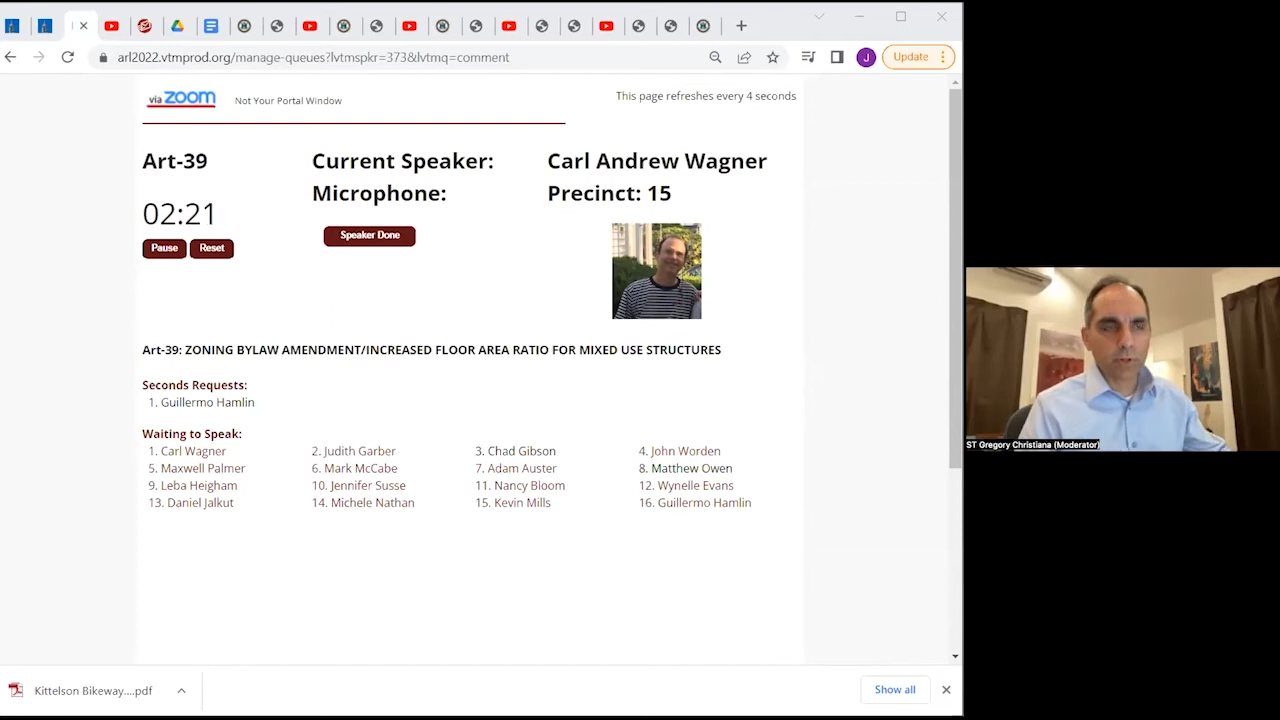 arl2022.vtmprod.org/manage-queues?lvtmspkr=373&lvtmq=comment
J
Update
via zoom
Not Your Portal Window
This page refreshes every 4 seconds
Art-39
Current Speaker:
Carl Andrew Wagner
Microphone:
Precinct: 15
02:21
Pause
Reset
Speaker Done
Art-39: ZONING BYLAW AMENDMENT/INCREASED FLOOR AREA RATIO FOR MIXED USE STRUCTURES
Seconds Requests:
1. Guillermo Hamlin
Waiting to Speak:
1. Carl Wagner 2. Judith Garber 3. Chad Gibson 4. John Worden
5. Maxwell Palmer 6. Mark McCabe 7. Adam Auster 8. Matthew Owen
9. Leba Heigham 10. Jennifer Susse 11. Nancy Bloom 12. Wynelle Evans
13. Daniel Jalkut 14. Michele Nathan 15. Kevin Mills 16. Guillermo Hamlin
ST Gregory Christiana (Moderator)
Kittelson Bikeway....pdf
Show all